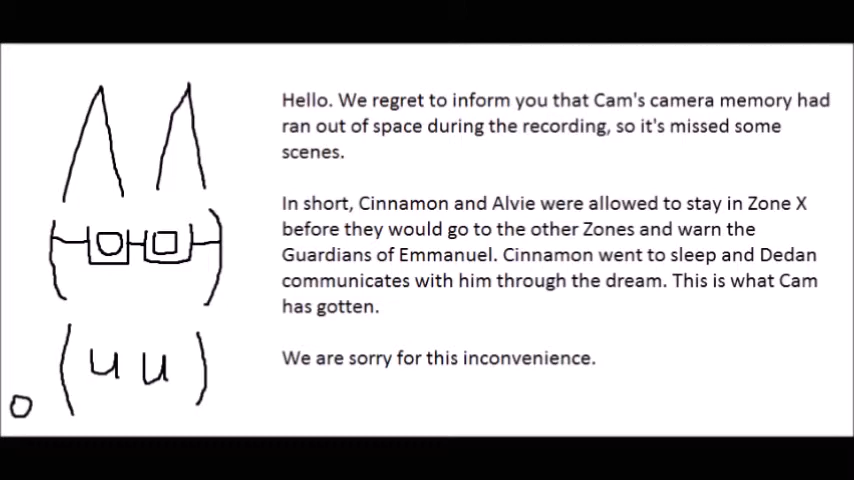 Hello. We regret to inform you that Cam's camera memory had
ran out of space during the recording, so it's missed some
scenes.
In short, Cinnamon and Alvie were allowed to stay in Zone X
before they would go to the other Zones and warn the
Guardians of Emmanuel. Cinnamon went to sleep and Dedan
communicates with him through the dream. This is what Cam
has gotten.
We are sorry for this inconvenience.